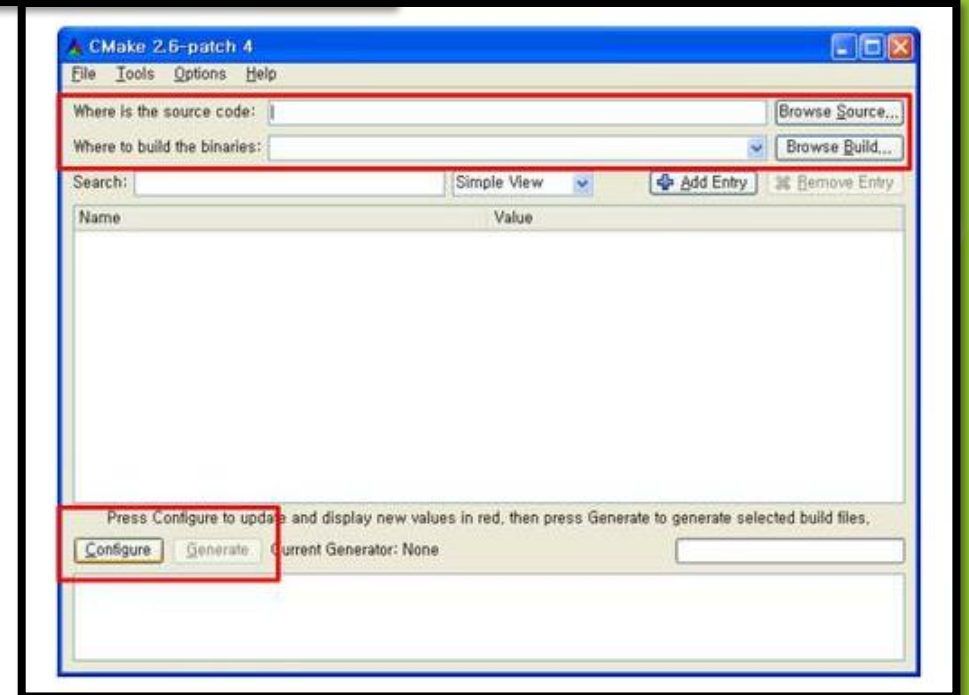 CMake 2.6-patch 4
File Tools Options Help
Where is the source code: Browse Source...
Where to build the binaries: Browse Build...
Search: Simple View Add Entry Remove Entry
Name Value
Press Configure to update and display new values in red, then press Generate to generate selected build files.
Configure Generate Current Generator: None